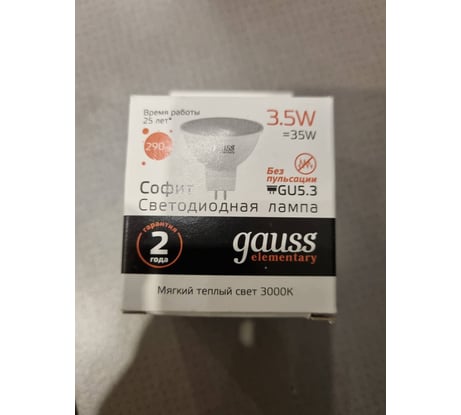 Время работы
25 лет*
3.5W
=35W
290
gauss
Без
пульсации
GU5.3
Софит
Светодиодная лампа
гарантия
2
года
gauss
elementary
Мягкий теплый свет 3000K